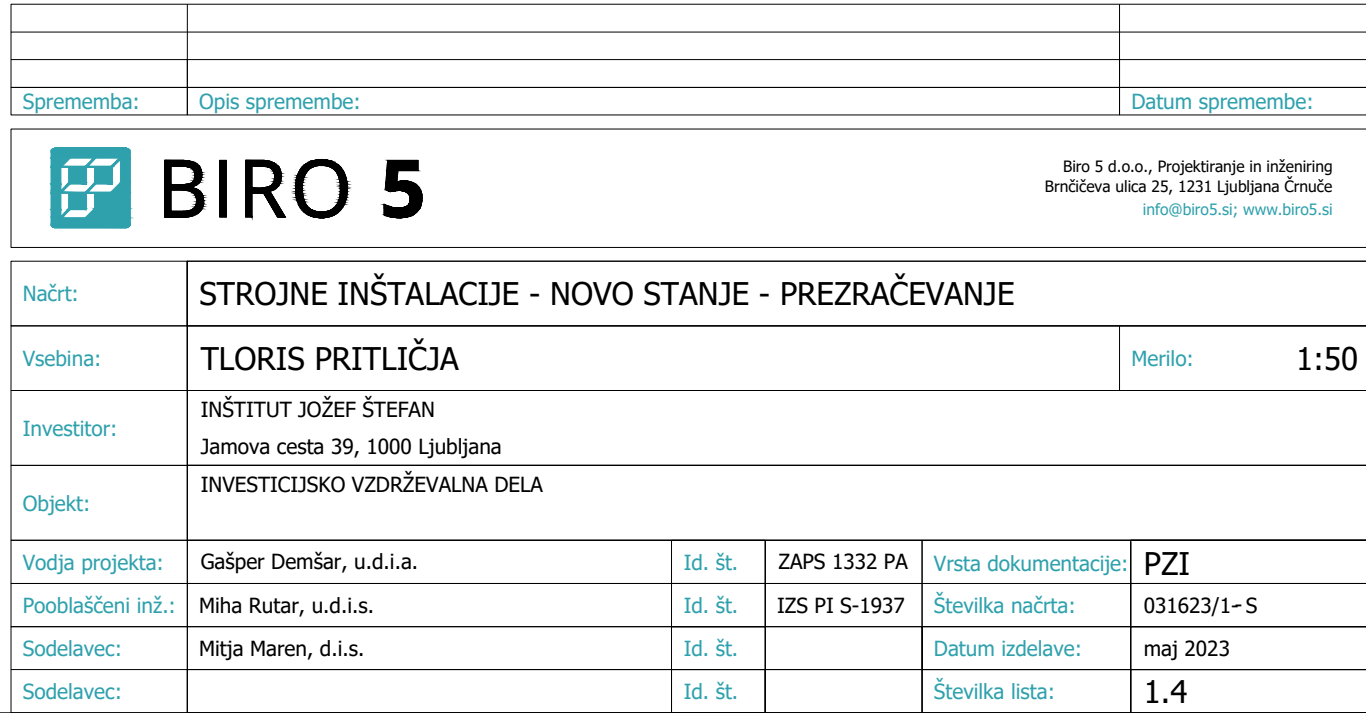 Sprememba: Opis spremembe: Datum spremembe:
BIRO 5
Biro 5 d.o.o., Projektiranje in inženiring
Brnčičeva ulica 25, 1231 Ljubljana Črnuče
info@biro5.si; www.biro5.si
Načrt: STROJNE INŠTALACIJE - NOVO STANJE - PREZRAČEVANJE
Vsebina: TLORIS PRITLIČJA Merilo: 1:50
Investitor: INŠTITUT JOŽEF ŠTEFAN
Jamova cesta 39, 1000 Ljubljana
Objekt: INVESTICIJSKO VZDRŽEVALNA DELA
Vodja projekta: Gašper Demšar, u.d.i.a. Id. št. ZAPS 1332 PA Vrsta dokumentacije: PZI
Pooblaščeni inž.: Miha Rutar, u.d.i.s. Id. št. IZS PI S-1937 Številka načrta: 031623/1-S
Sodelavec: Mitja Maren, d.i.s. Id. št. Datum izdelave: maj 2023
Sodelavec: Id. št. Številka lista: 1.4